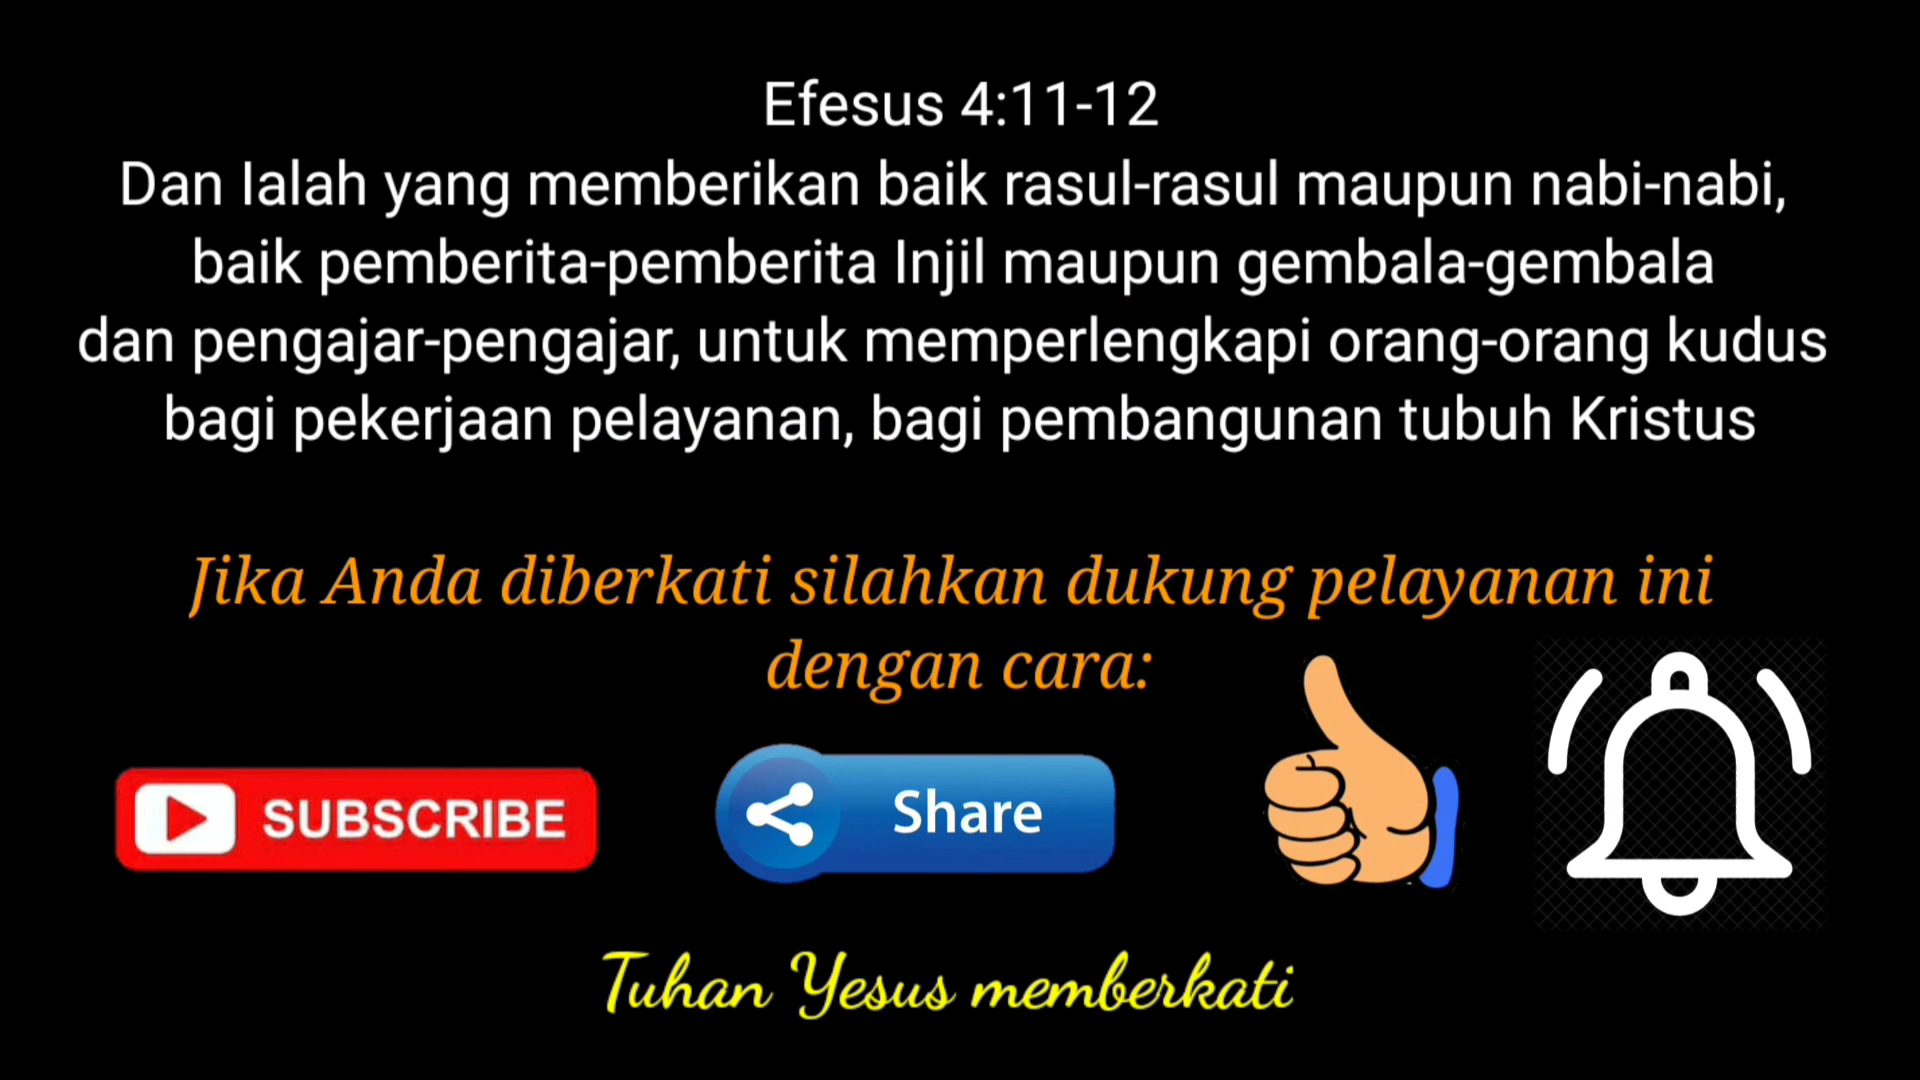 Efesus 4:11-12
Dan Ialah yang memberikan baik rasul-rasul maupun nabi-nabi,
baik pemberita-pemberita Injil maupun gembala-gembala
dan pengajar-pengajar, untuk memperlengkapi orang-orang kudus
bagi pekerjaan pelayanan, bagi pembangunan tubuh Kristus
Jika Anda diberkati silahkan dukung pelayanan ini
dengan cara:
SUBSCRIBE
Share
Tuhan Yesus memberkati